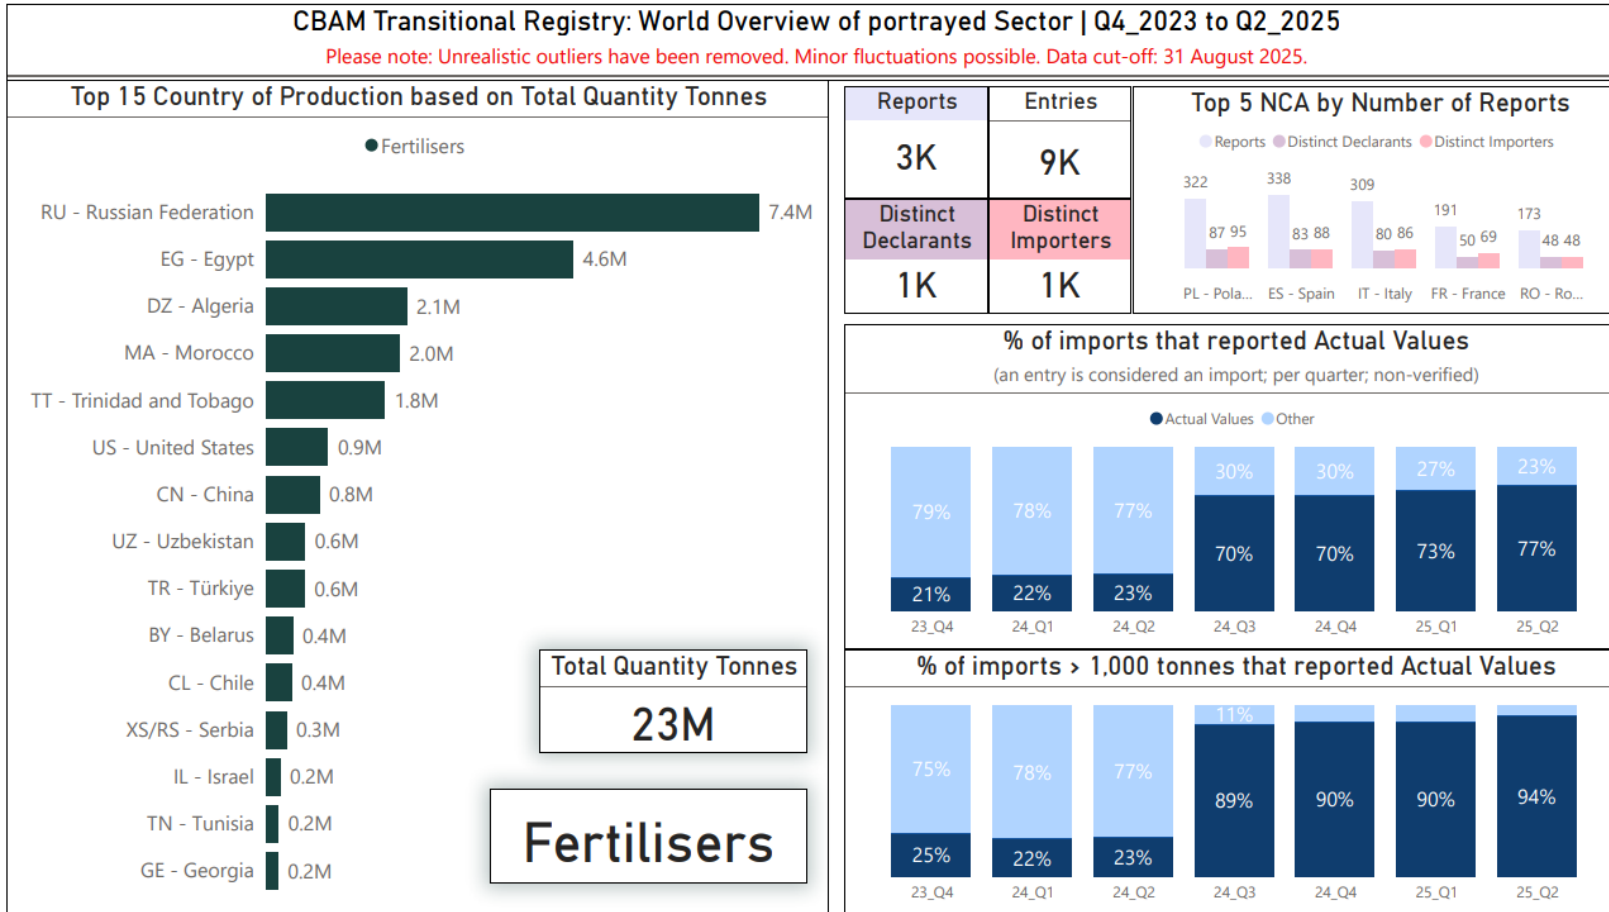 CBAM Transitional Registry: World Overview of portrayed Sector | Q4_2023 to Q2_2025
Please note: Unrealistic outliers have been removed. Minor fluctuations possible. Data cut-off: 31 August 2025.
Top 15 Country of Production based on Total Quantity Tonnes
Fertilisers
RU - Russian Federation 7.4M
EG - Egypt 4.6M
DZ - Algeria 2.1M
MA - Morocco 2.0M
TT - Trinidad and Tobago 1.8M
US - United States 0.9M
CN - China 0.8M
UZ - Uzbekistan 0.6M
TR - Türkiye 0.6M
BY - Belarus 0.4M
CL - Chile 0.4M
XS/RS - Serbia 0.3M
IL - Israel 0.2M
TN - Tunisia 0.2M
GE - Georgia 0.2M
Total Quantity Tonnes
23M
Fertilisers
Reports Entries
3K 9K
Distinct Distinct
Declarants Importers
1K 1K
Top 5 NCA by Number of Reports
Reports Distinct Declarants Distinct Importers
322 87 95 338 83 88 309 80 86 191 50 69 173 48 48
PL - Pola... ES - Spain IT - Italy FR - France RO - Ro...
% of imports that reported Actual Values
(an entry is considered an import; per quarter; non-verified)
Actual Values Other
79% 78% 77% 30% 30% 27% 23%
21% 22% 23% 70% 70% 73% 77%
23_Q4 24_Q1 24_Q2 24_Q3 24_Q4 25_Q1 25_Q2
% of imports > 1,000 tonnes that reported Actual Values
75% 78% 77% 11%
25% 22% 23% 89% 90% 90% 94%
23_Q4 24_Q1 24_Q2 24_Q3 24_Q4 25_Q1 25_Q2